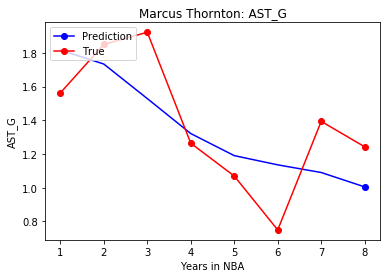 Marcus Thornton: AST_G
Prediction
True
AST_G
1.8
1.6
1.4
1.2
1.0
0.8
1 2 3 4 5 6 7 8
Years in NBA